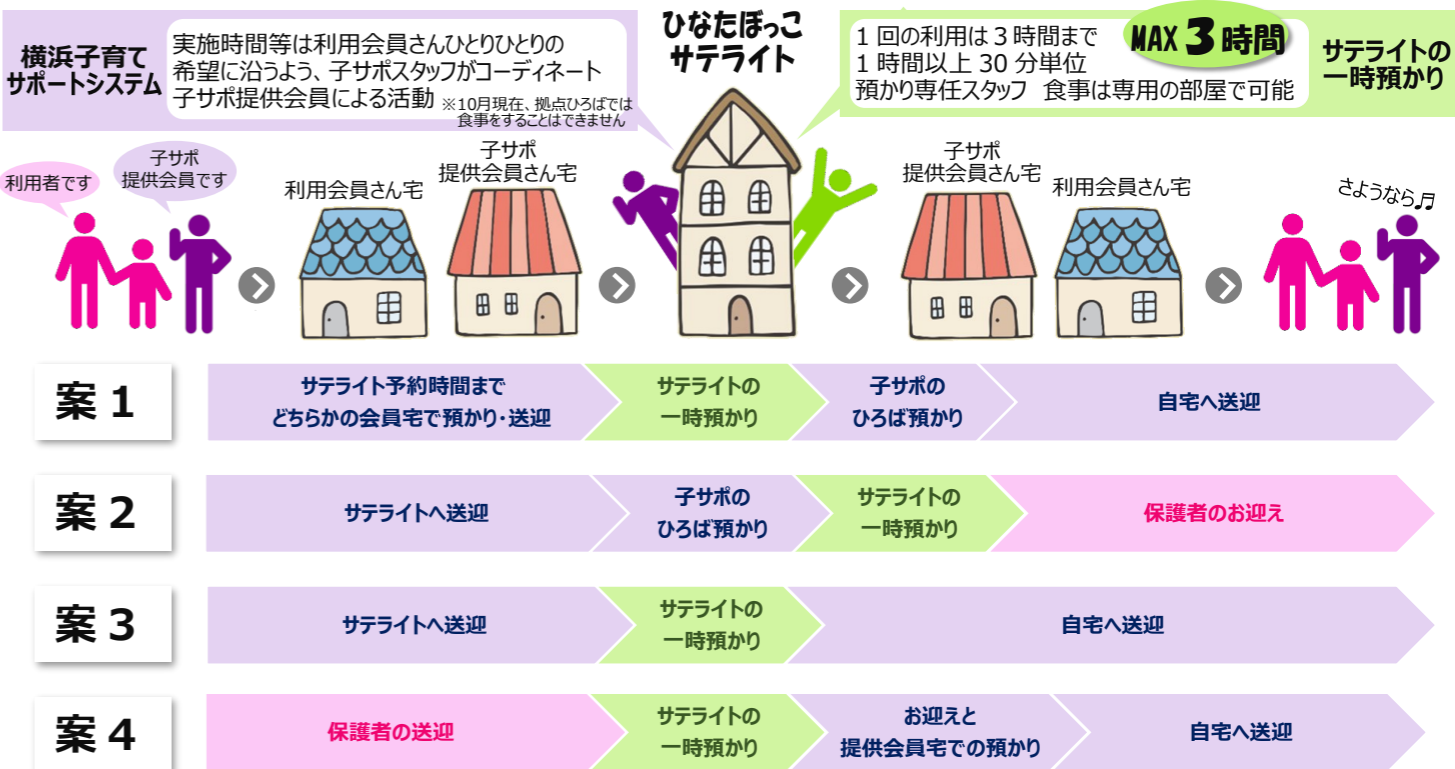 横浜子育て
サポートシステム
実施時間等は利用会員さんひとりひとりの
希望に沿うよう、子サポスタッフがコーディネート
子サポ提供会員による活動 ※10月現在、拠点ひろばでは
食事をすることはできません
ひなたぼっこ
サテライト
1回の利用は3時間まで
1時間以上30分単位
預かり専任スタッフ 食事は専用の部屋で可能
MAX 3時間
サテライトの
一時預かり
利用者です
子サポ
提供会員です
利用会員さん宅
子サポ
提供会員さん宅
子サポ
提供会員さん宅
利用会員さん宅
さようなら♬
案1
サテライト予約時間まで
どちらかの会員宅で預かり・送迎
サテライトの
一時預かり
子サポの
ひろば預かり
自宅へ送迎
案2
サテライトへ送迎
子サポの
ひろば預かり
サテライトの
一時預かり
保護者のお迎え
案3
サテライトへ送迎
サテライトの
一時預かり
自宅へ送迎
案4
保護者の送迎
サテライトの
一時預かり
お迎えと
提供会員宅での預かり
自宅へ送迎